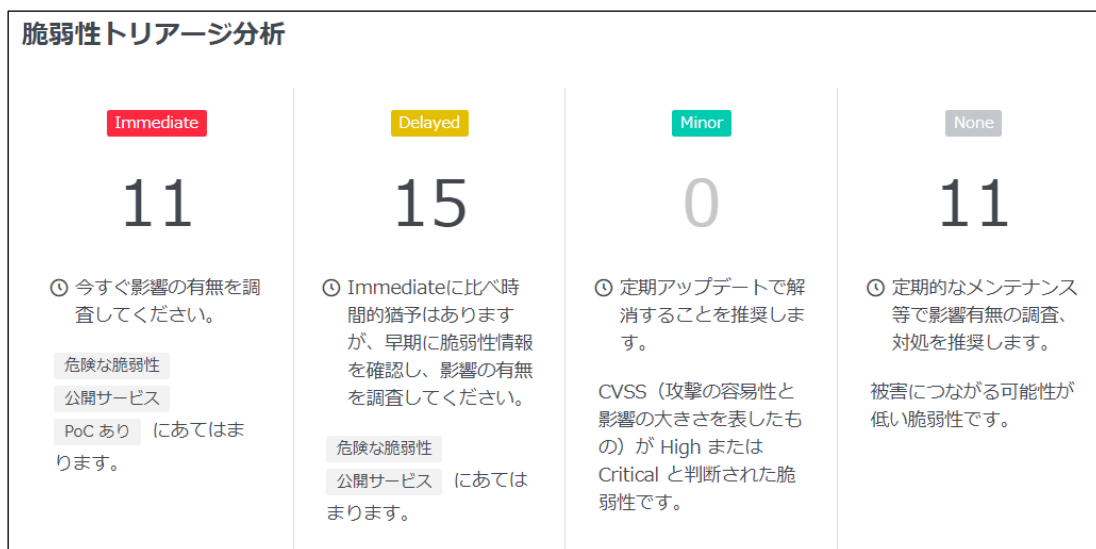 脆弱性トリアージ分析
Immediate
11
今すぐ影響の有無を調
査してください。
危険な脆弱性
公開サービス
PoC あり にあてはま
ります。
Delayed
15
Immediateに比べ時
間的猶予はあります
が、早期に脆弱性情報
を確認し、影響の有無
を調査してください。
危険な脆弱性
公開サービス にあては
まります。
Minor
0
定期アップデートで解
消することを推奨しま
す。
CVSS（攻撃の容易性と
影響の大きさを表したも
の）が High または
Critical と判断された脆
弱性です。
None
11
定期的なメンテナンス
等で影響有無の調査、
対処を推奨します。
被害につながる可能性が
低い脆弱性です。